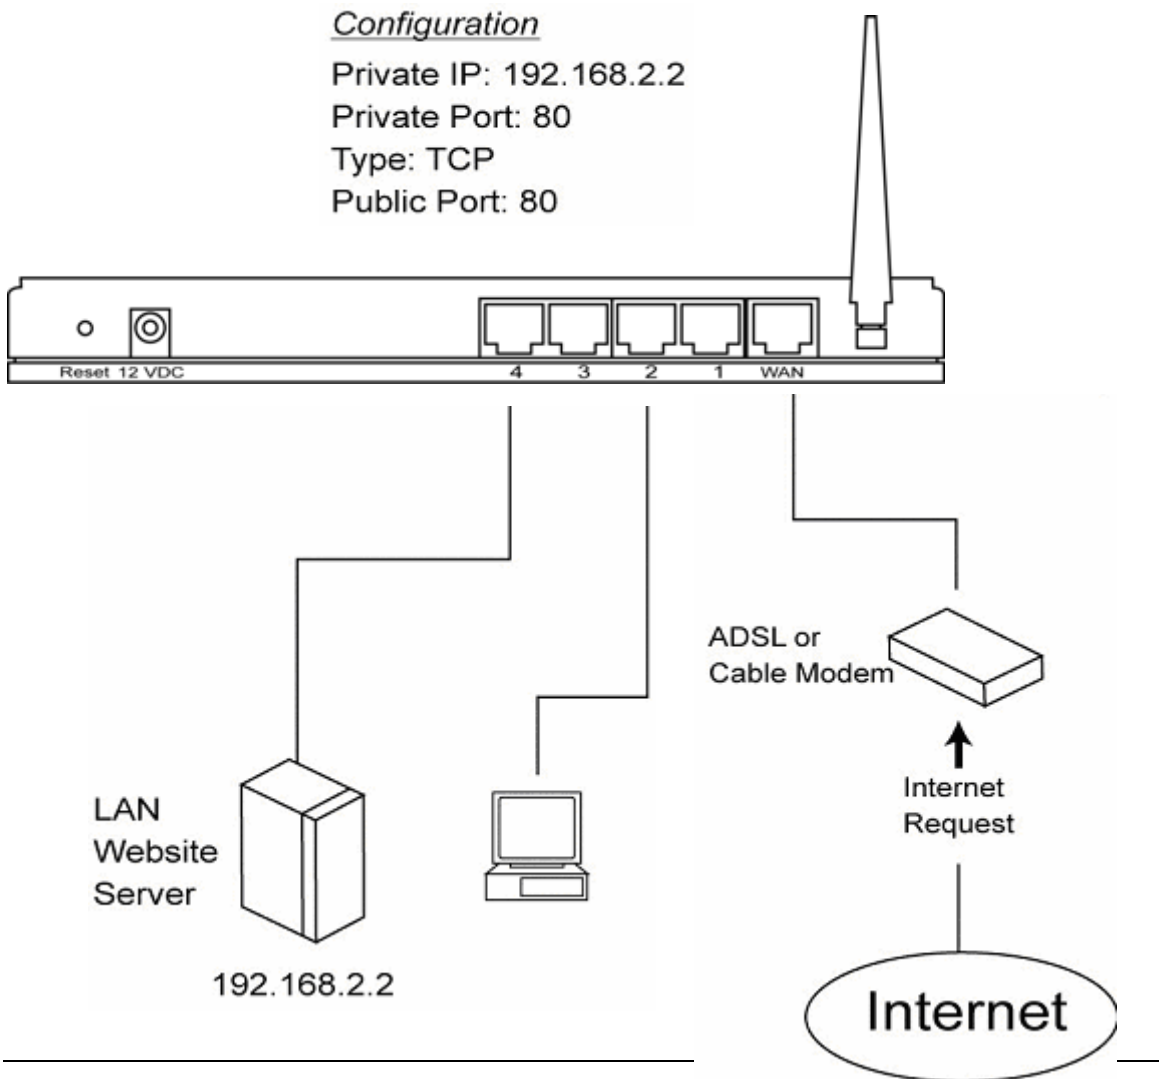 Configuration
Private IP: 192.168.2.2
Private Port: 80
Type: TCP
Public Port: 80
Reset 12 VDC 4 3 2 1 WAN
ADSL or
Cable Modem
Internet
Request
LAN
Website
Server
192.168.2.2
Internet